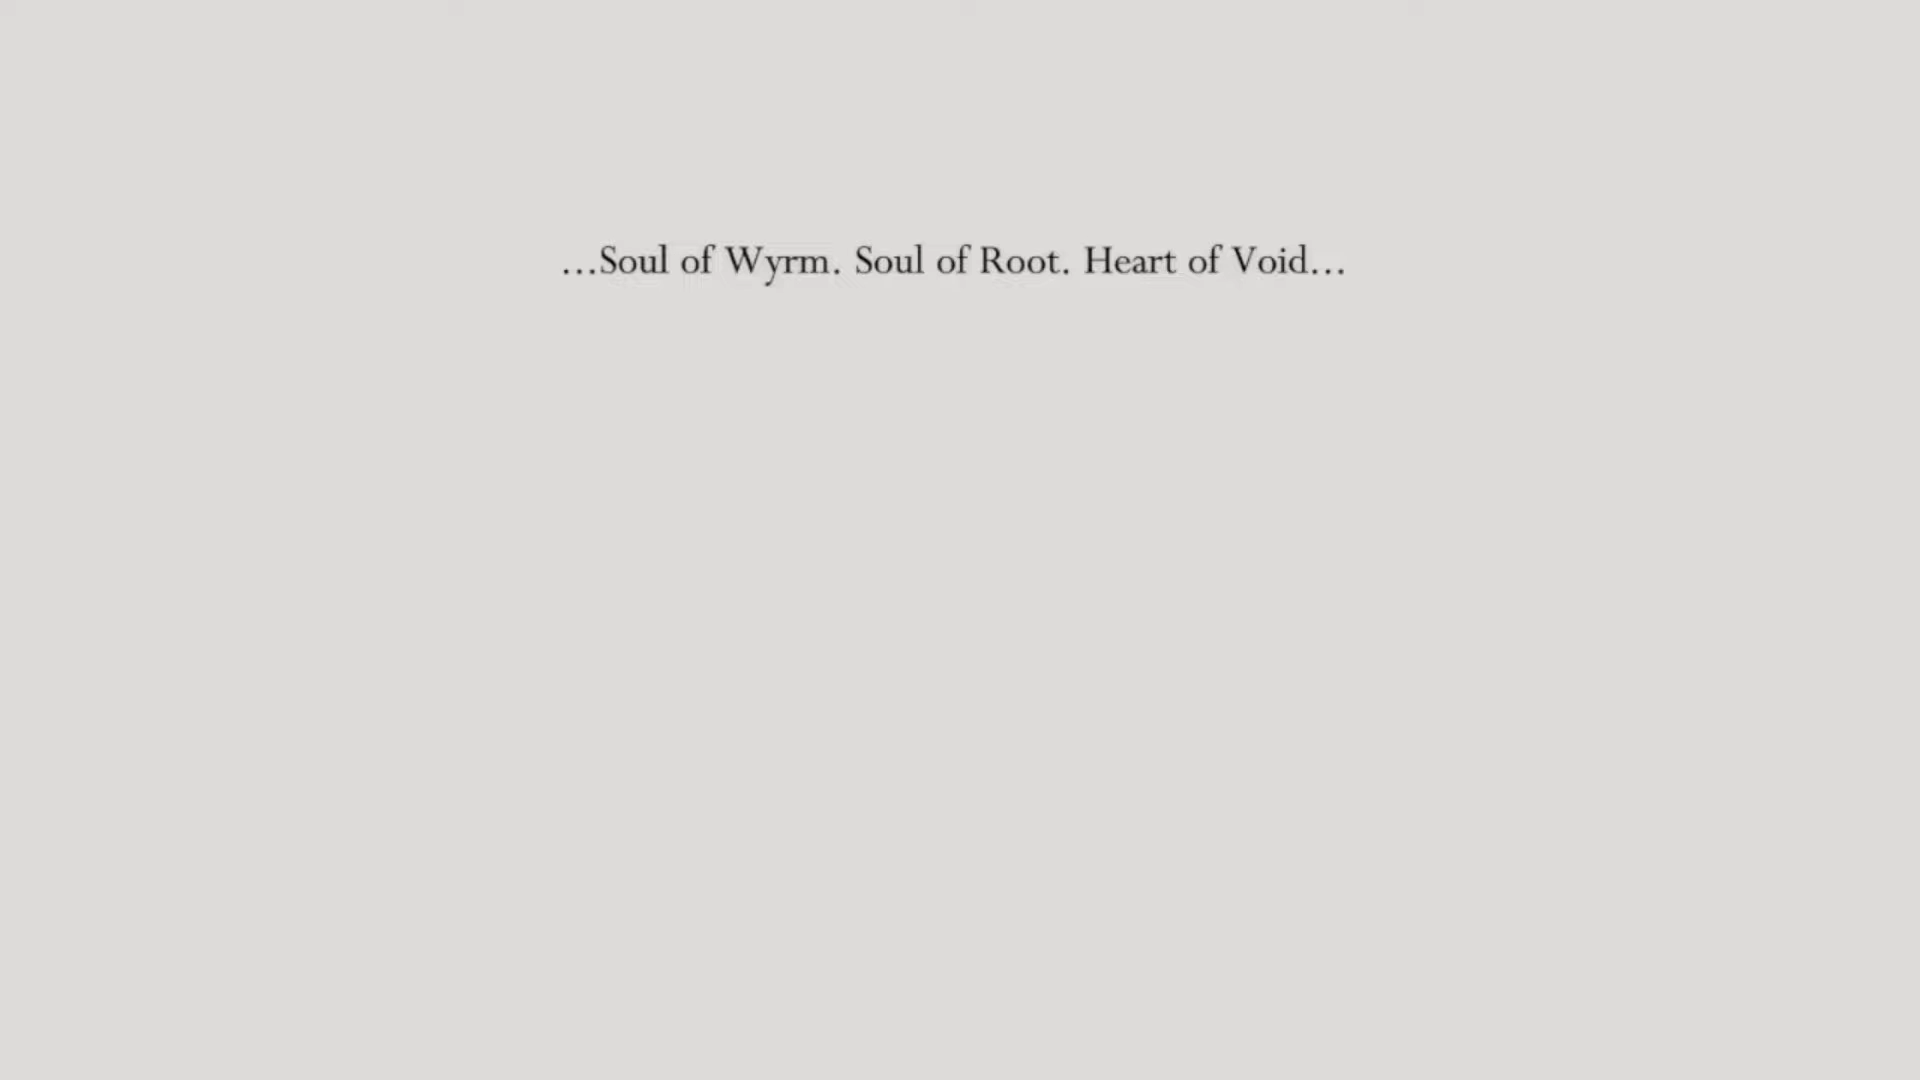 …Soul of Wyrm. Soul of Root. Heart of Void…